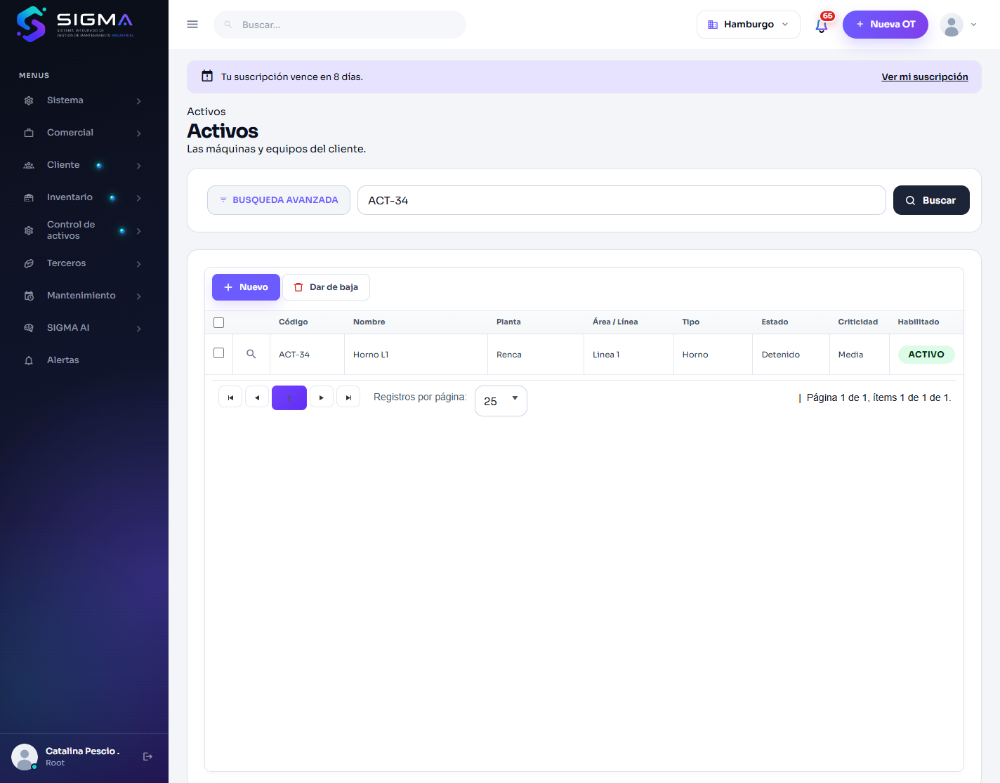 SIGMA
SISTEMA INTEGRADO DE
GESTIÓN DE MANTENIMIENTO INDUSTRIAL
Buscar...
Hamburgo
65
+ Nueva OT
MENUS
Sistema
Comercial
Cliente
Inventario
Control de
activos
Terceros
Mantenimiento
SIGMA AI
Alertas
Catalina Pescio .
Root
Tu suscripción vence en 8 días.
Ver mi suscripción
Activos
Activos
Las máquinas y equipos del cliente.
BUSQUEDA AVANZADA
ACT-34
Buscar
+ Nuevo
Dar de baja
Código Nombre Planta Área / Línea Tipo Estado Criticidad Habilitado
ACT-34 Horno L1 Renca Linea 1 Horno Detenido Media ACTIVO
1 Registros por página: 25 | Página 1 de 1, ítems 1 de 1 de 1.